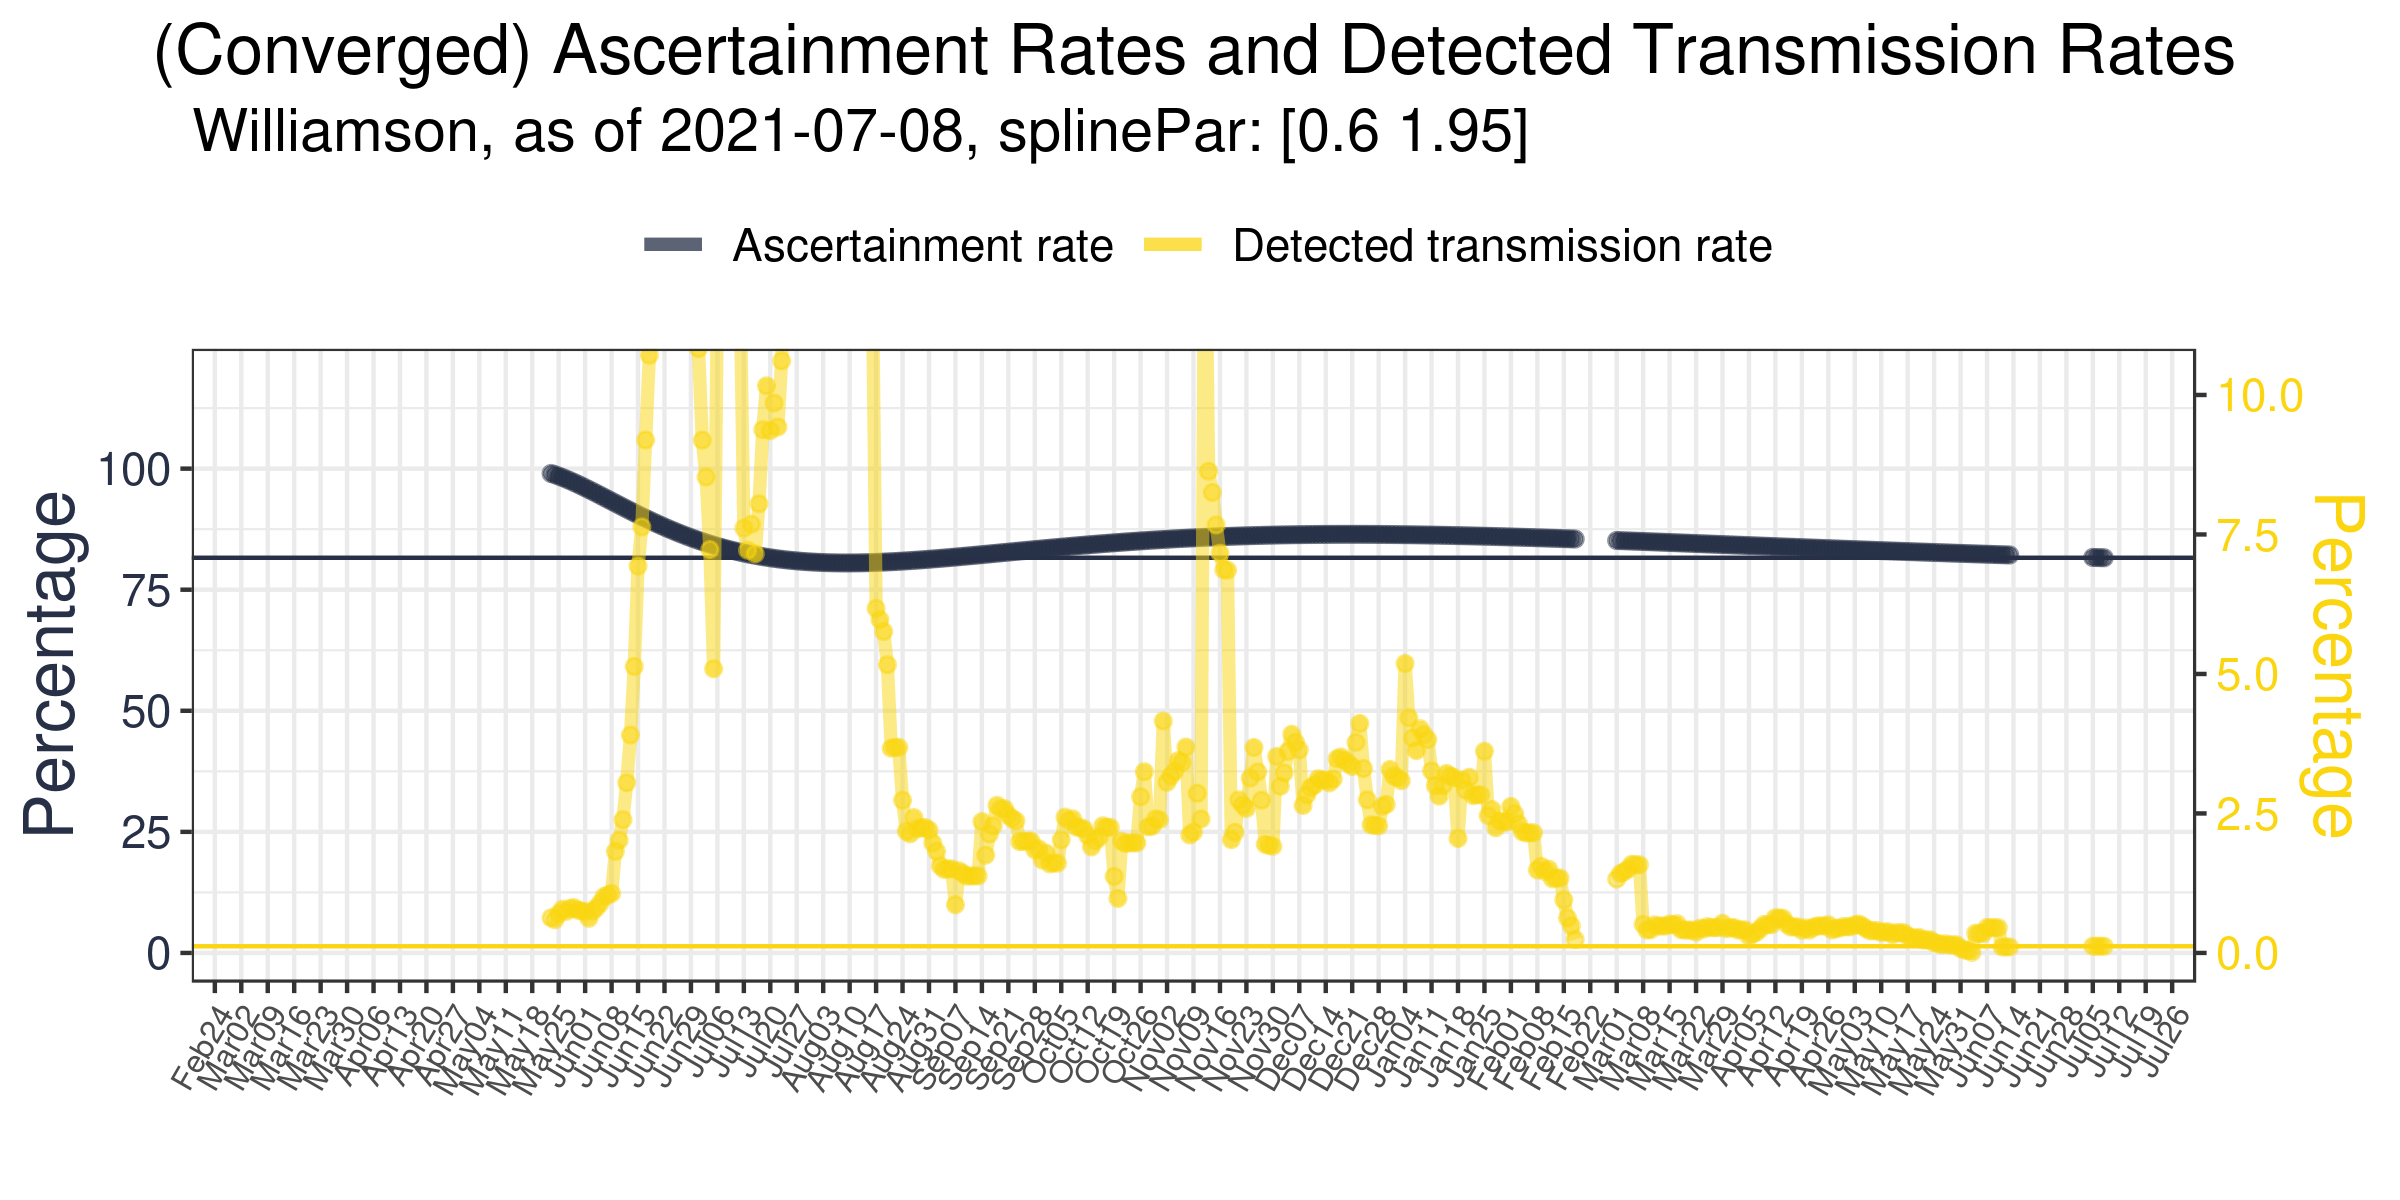 (Converged) Ascertainment Rates and Detected Transmission Rates
Williamson, as of 2021-07-08, splinePar: [0.6 1.95]
Ascertainment rate
Detected transmission rate
Percentage
100
75
50
25
0
10.0
7.5
5.0
2.5
0.0
Percentage
Feb24
Mar02
Mar09
Mar16
Mar23
Mar30
Apr06
Apr13
Apr20
Apr27
May04
May11
May18
May25
Jun01
Jun08
Jun15
Jun22
Jun29
Jul06
Jul13
Jul20
Jul27
Aug03
Aug10
Aug17
Aug24
Aug31
Sep07
Sep14
Sep21
Sep28
Oct05
Oct12
Oct19
Oct26
Nov02
Nov09
Nov16
Nov23
Nov30
Dec07
Dec14
Dec21
Dec28
Jan04
Jan11
Jan18
Jan25
Feb01
Feb08
Feb15
Feb22
Mar01
Mar08
Mar15
Mar22
Mar29
Apr05
Apr12
Apr19
Apr26
May03
May10
May17
May24
May31
Jun07
Jun14
Jun21
Jun28
Jul05
Jul12
Jul19
Jul26